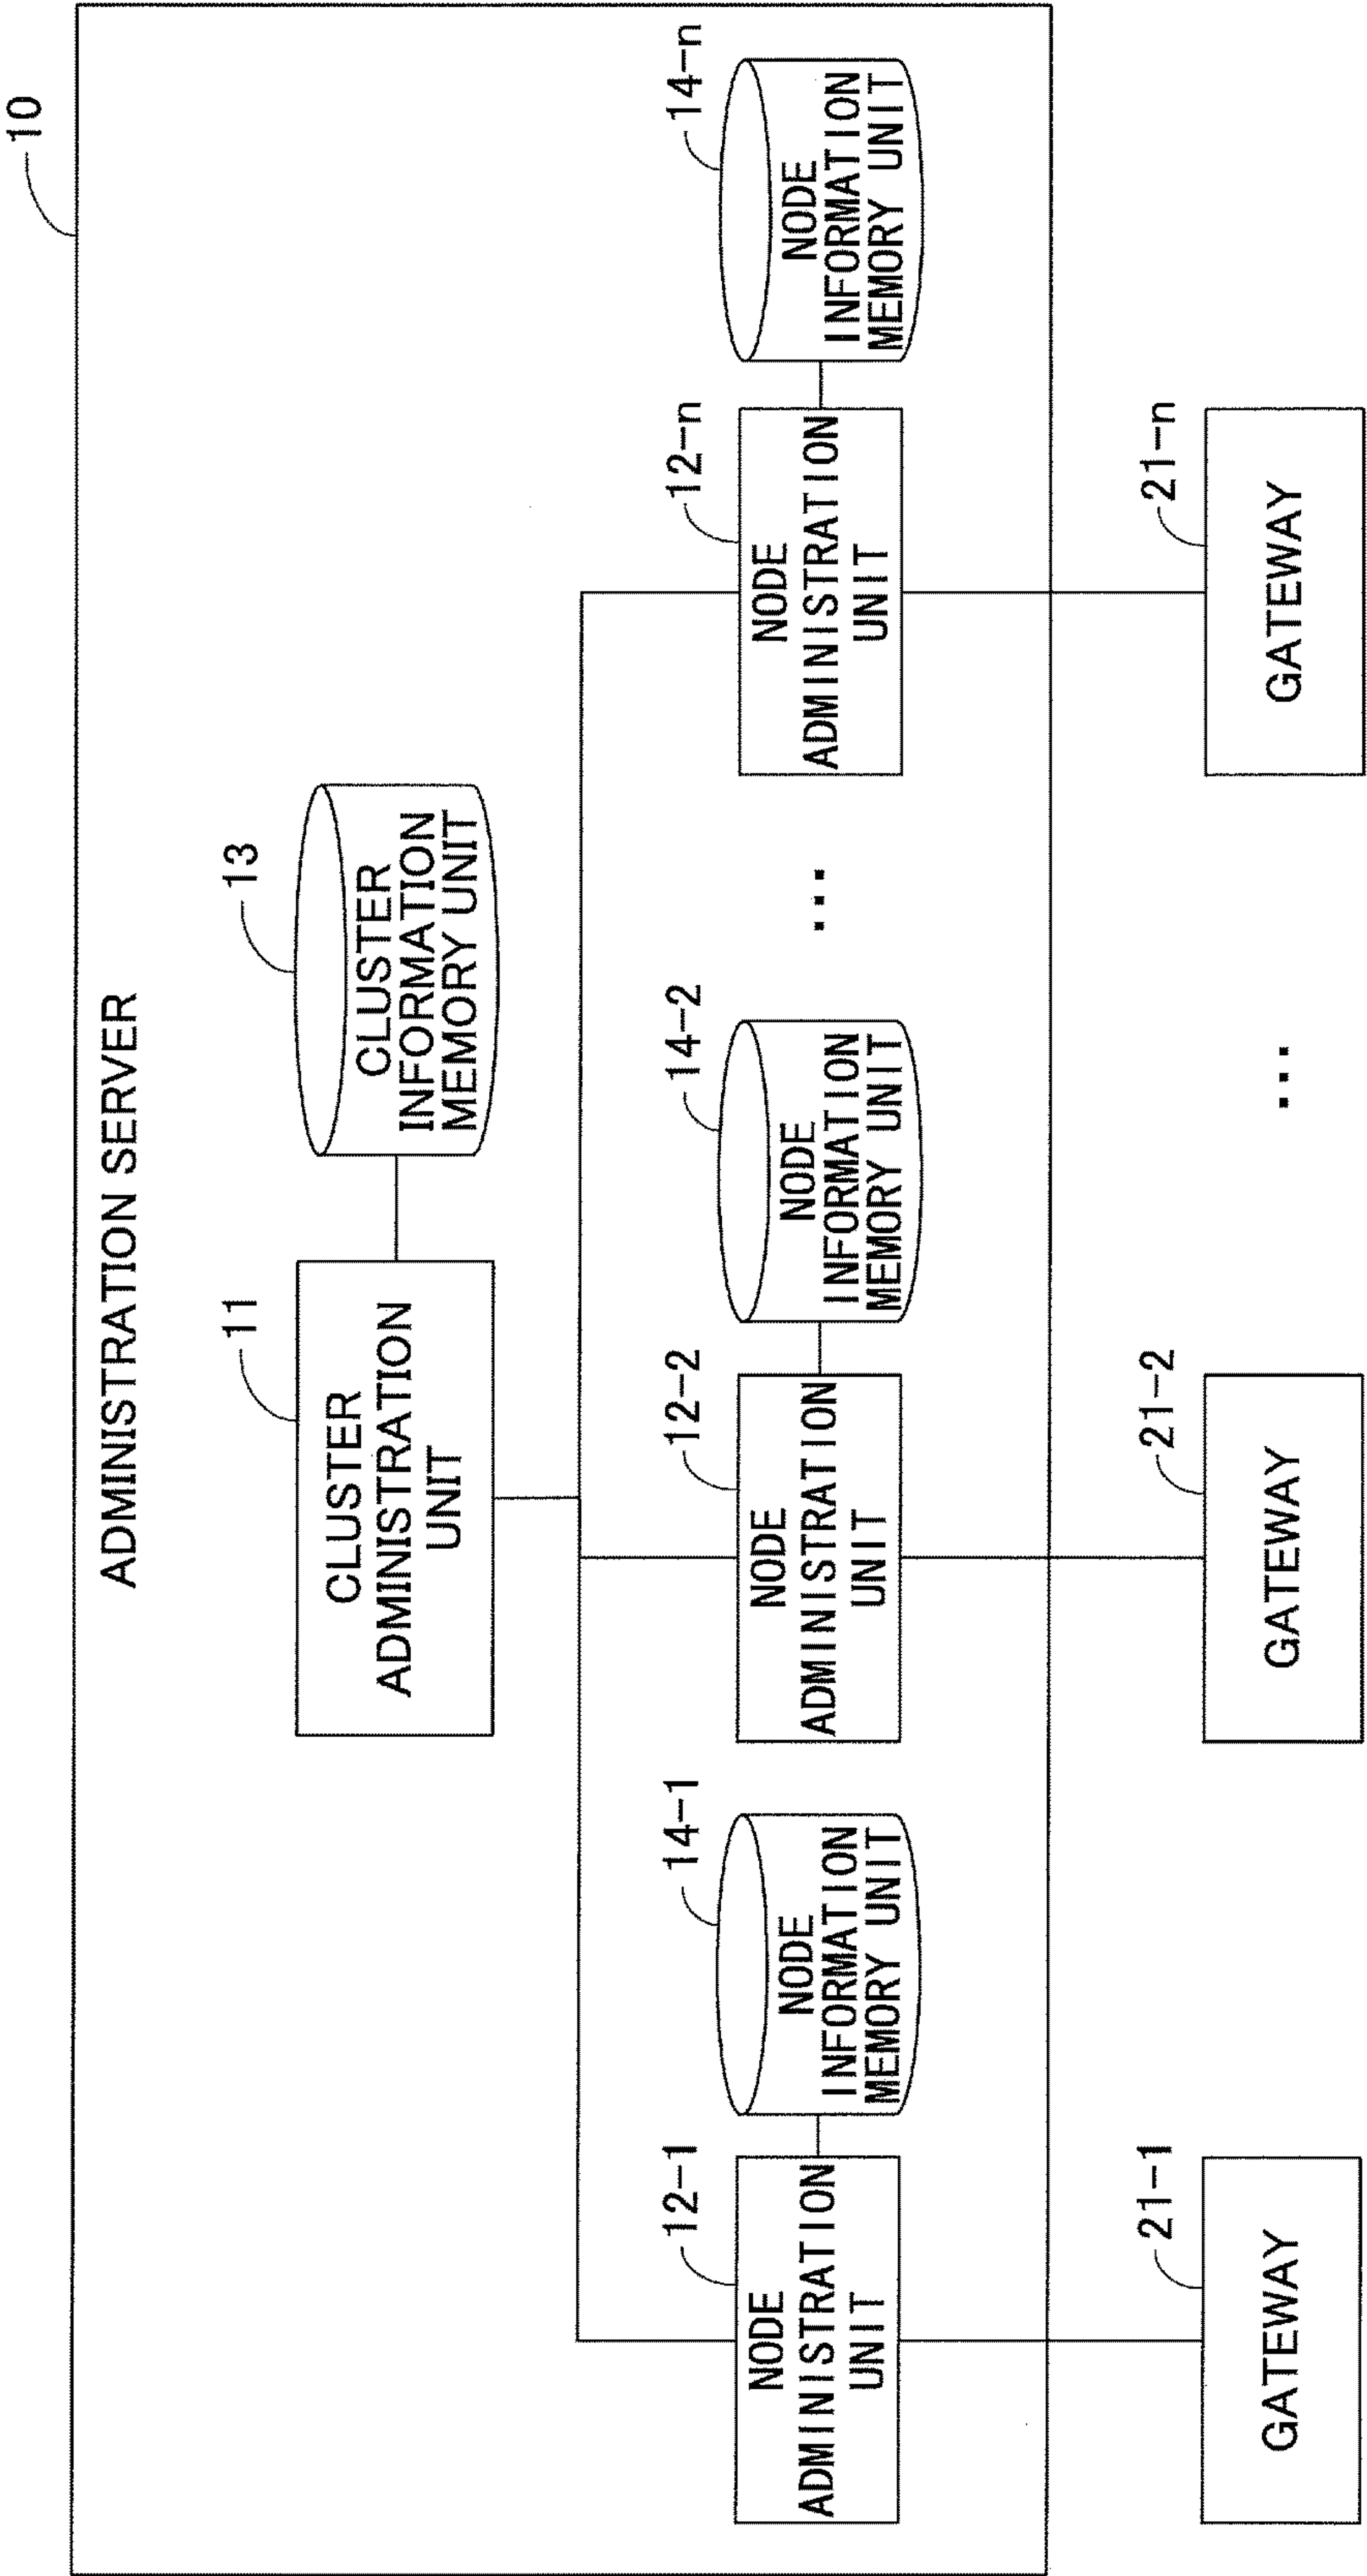 10
ADMINISTRATION SERVER
11
CLUSTER
ADMINISTRATION
UNIT
13
CLUSTER
INFORMATION
MEMORY UNIT
12-1
NODE
ADMINISTRATION
UNIT
14-1
NODE
INFORMATION
MEMORY UNIT
12-2
NODE
ADMINISTRATION
UNIT
14-2
NODE
INFORMATION
MEMORY UNIT
...
12-n
NODE
ADMINISTRATION
UNIT
14-n
NODE
INFORMATION
MEMORY UNIT
21-1
GATEWAY
21-2
GATEWAY
...
21-n
GATEWAY